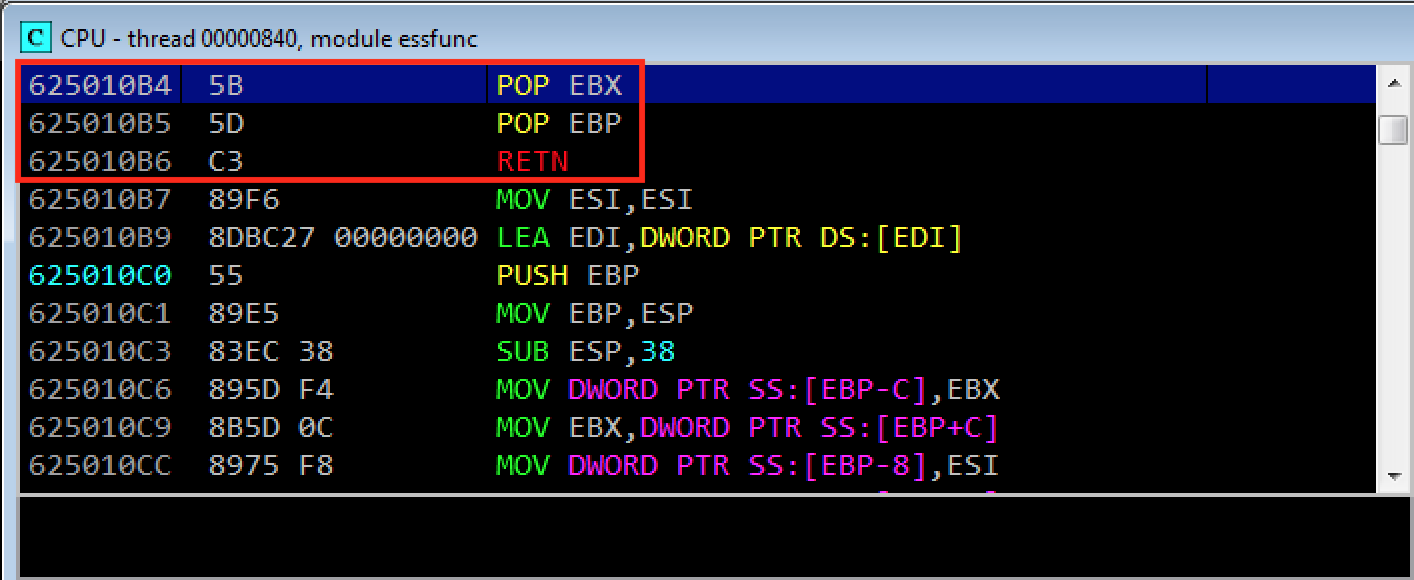 C CPU - thread 00000840, module essfunc
625010B4 5B POP EBX
625010B5 5D POP EBP
625010B6 C3 RETN
625010B7 89F6 MOV ESI,ESI
625010B9 8DBC27 00000000 LEA EDI,DWORD PTR DS:[EDI]
625010C0 55 PUSH EBP
625010C1 89E5 MOV EBP,ESP
625010C3 83EC 38 SUB ESP,38
625010C6 895D F4 MOV DWORD PTR SS:[EBP-C],EBX
625010C9 8B5D 0C MOV EBX,DWORD PTR SS:[EBP+C]
625010CC 8975 F8 MOV DWORD PTR SS:[EBP-8],ESI